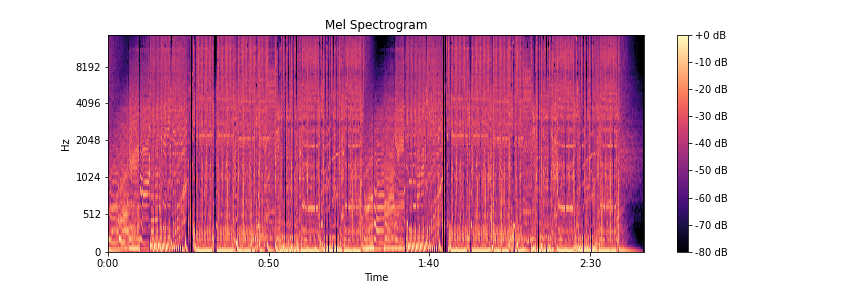 Mel Spectrogram
Hz
8192
4096
2048
1024
512
0
0:00
0:50
1:40
2:30
Time
+0 dB
-10 dB
-20 dB
-30 dB
-40 dB
-50 dB
-60 dB
-70 dB
-80 dB